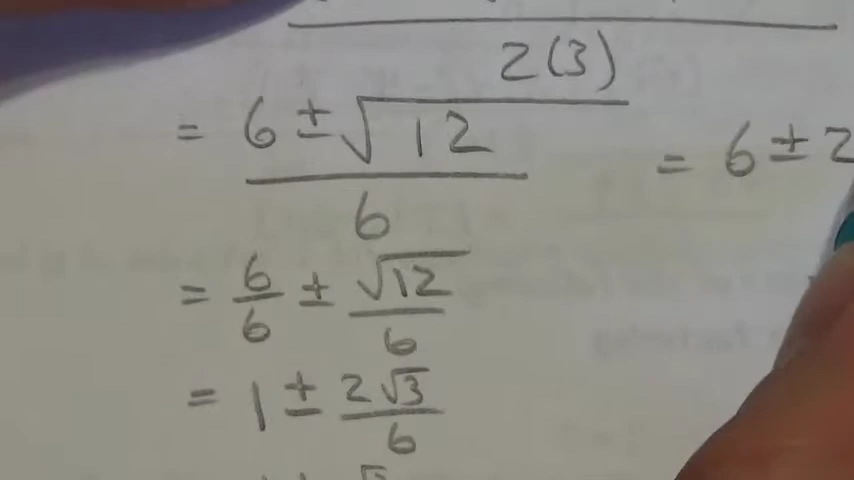 2(3)
= 6 ± √12 / 6 = 6 ± 2
= 6/6 ± √12/6
= 1 ± 2√3/6